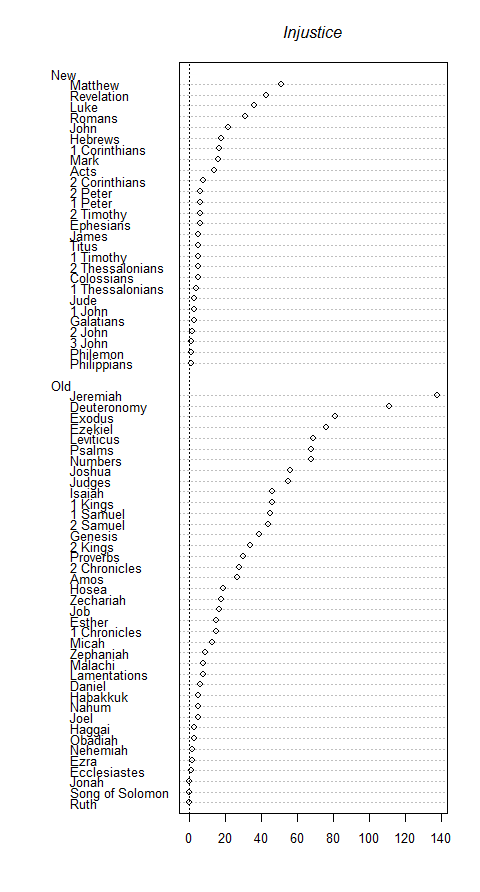 Injustice
New
Matthew
Revelation
Luke
Romans
John
Hebrews
1 Corinthians
Mark
Acts
2 Corinthians
2 Peter
1 Peter
2 Timothy
Ephesians
James
Titus
1 Timothy
2 Thessalonians
Colossians
1 Thessalonians
Jude
1 John
Galatians
2 John
3 John
Philemon
Philippians
Old
Jeremiah
Deuteronomy
Exodus
Ezekiel
Leviticus
Psalms
Numbers
Joshua
Judges
Isaiah
1 Kings
1 Samuel
2 Samuel
Genesis
2 Kings
Proverbs
2 Chronicles
Amos
Hosea
Zechariah
Job
Esther
1 Chronicles
Micah
Zephaniah
Malachi
Lamentations
Daniel
Habakkuk
Nahum
Joel
Haggai
Obadiah
Nehemiah
Ezra
Ecclesiastes
Jonah
Song of Solomon
Ruth
0 20 40 60 80 100 120 140